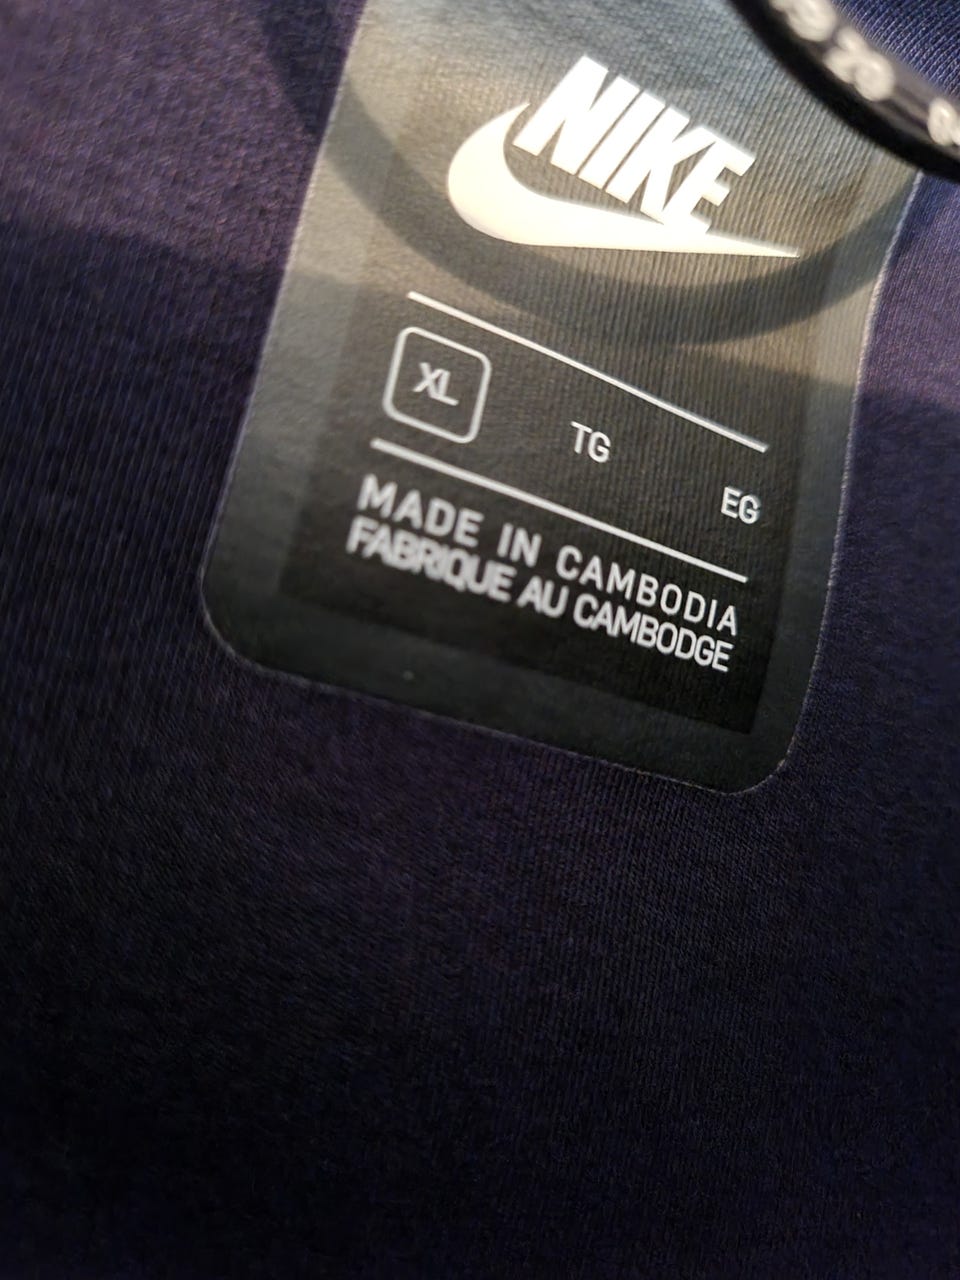 NIKE
XL TG EG
MADE IN CAMBODIA
FABRIQUE AU CAMBODGE